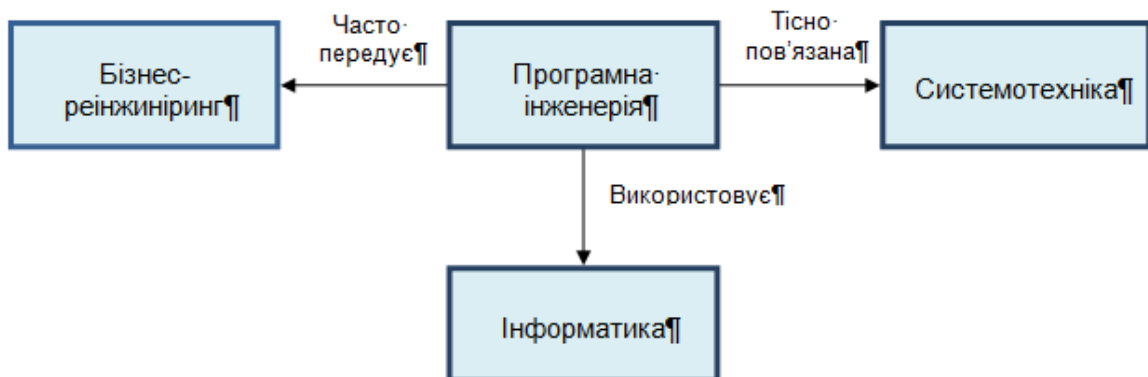 Часто·
передує¶
Тісно·
пов’язана¶
Бізнес-
реінжиніринг¶
Програмна·
інженерія¶
Системотехніка¶
Використовує¶
Інформатика¶